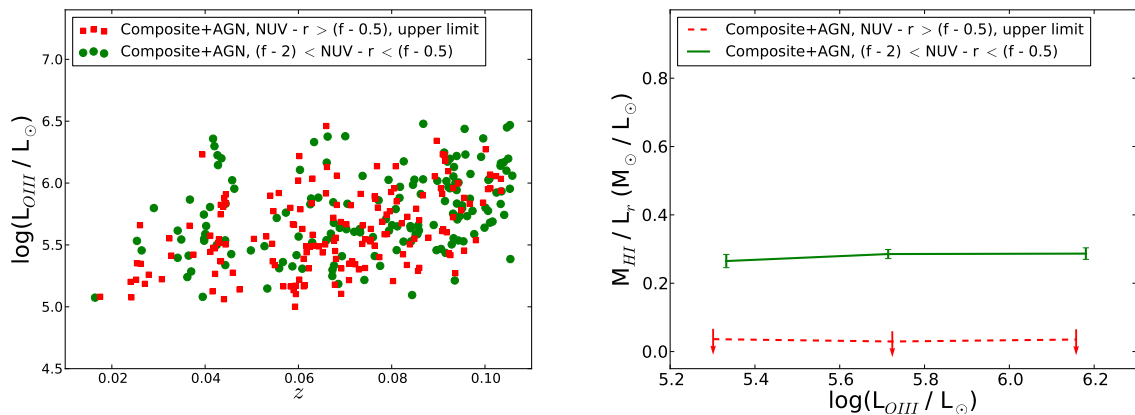 Composite+AGN, NUV - r > (f - 0.5), upper limit
Composite+AGN, (f - 2) < NUV - r < (f - 0.5)
log(L_OIII / L_⊙)
7.0
6.5
6.0
5.5
5.0
4.5
0.02 0.04 0.06 0.08 0.10
z
Composite+AGN, NUV - r > (f - 0.5), upper limit
Composite+AGN, (f - 2) < NUV - r < (f - 0.5)
M_HI / L_r (M_⊙ / L_⊙)
0.8
0.6
0.4
0.2
0.0
5.2 5.4 5.6 5.8 6.0 6.2
log(L_OIII / L_⊙)